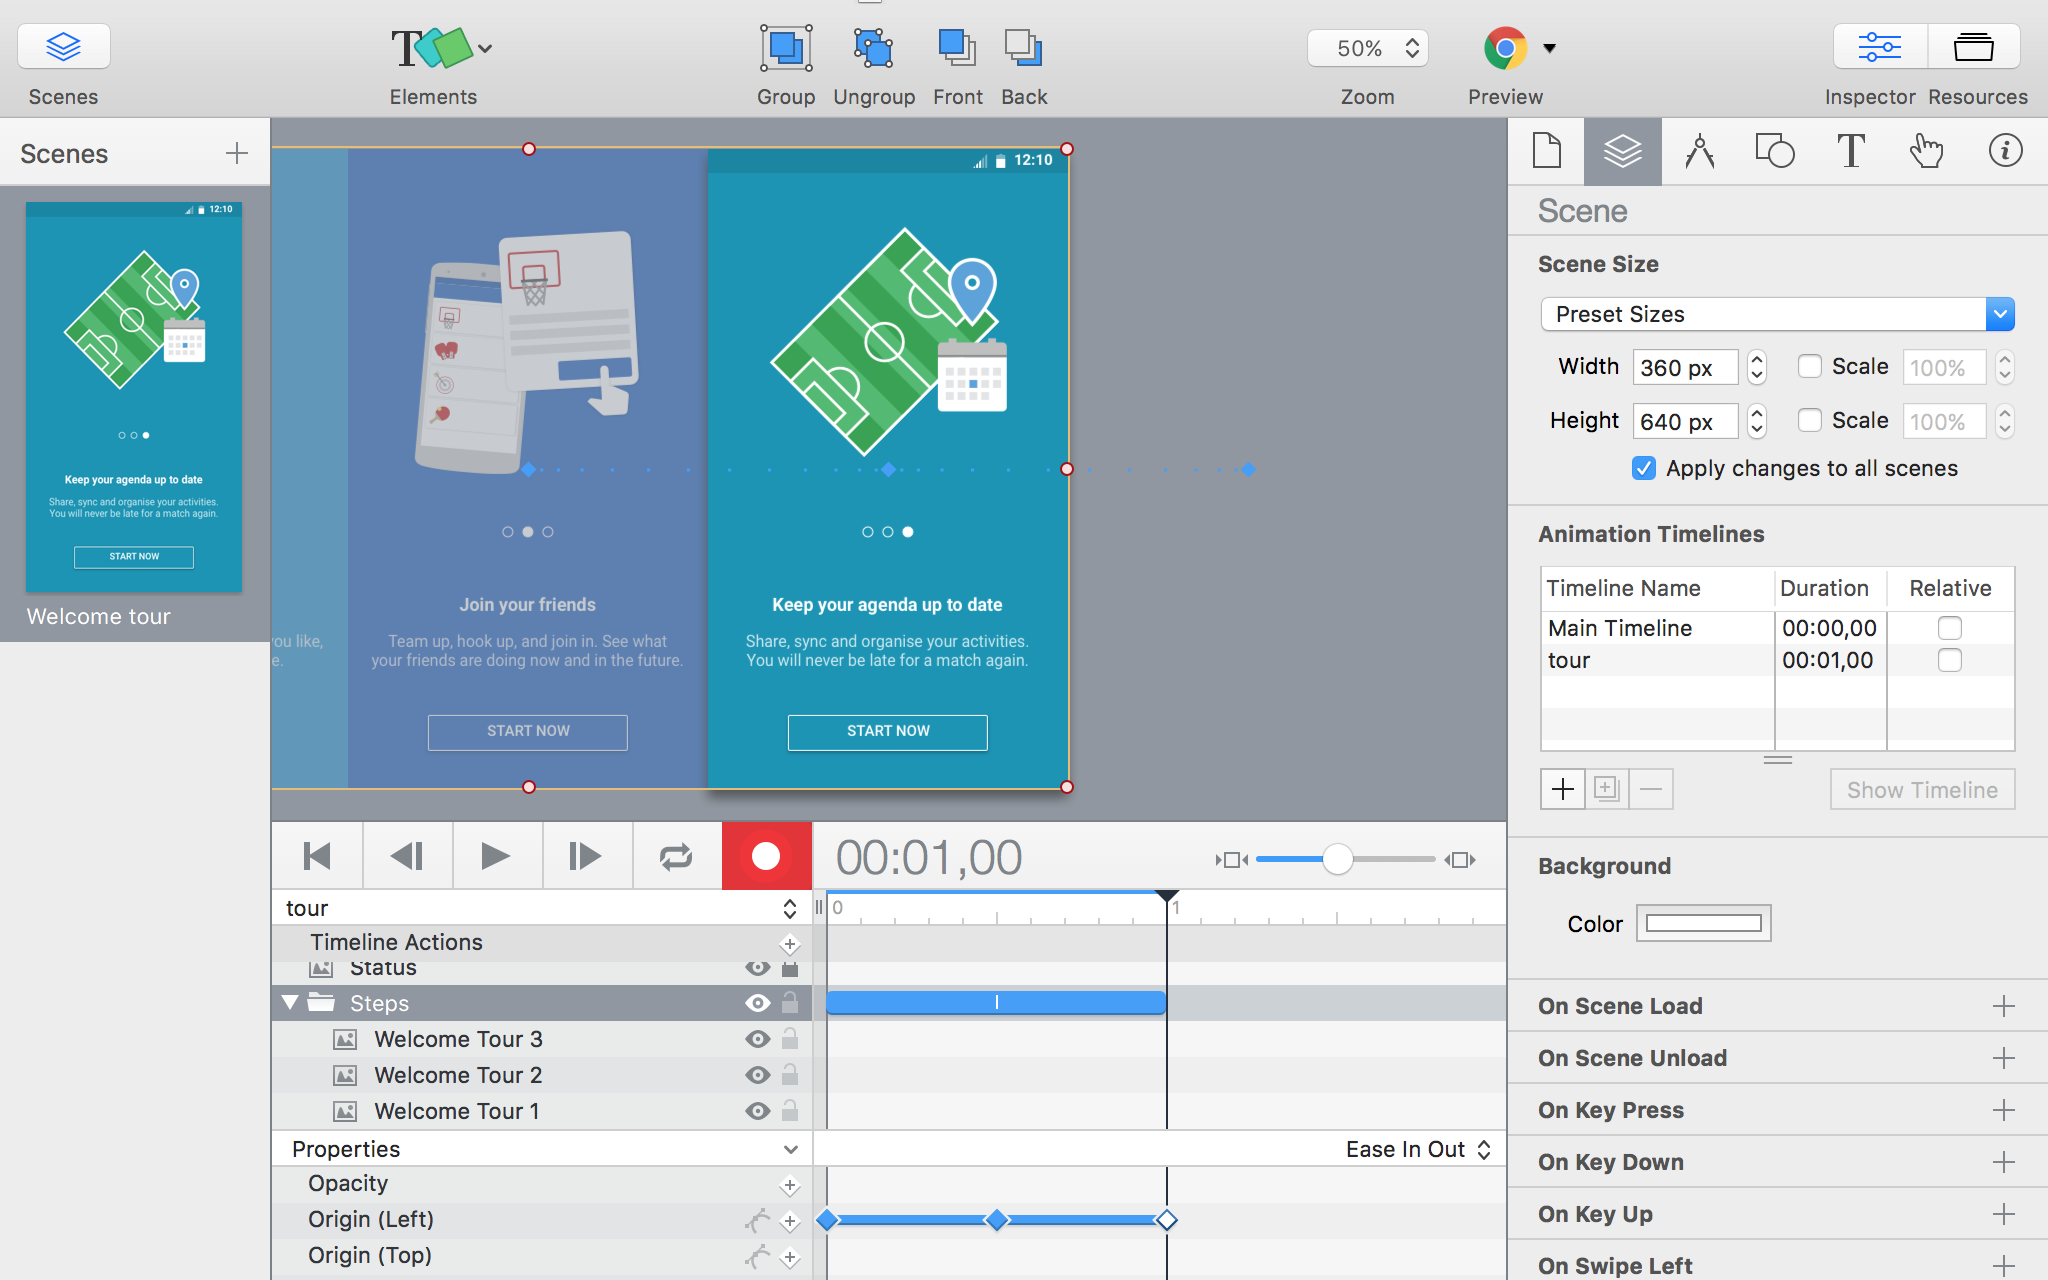 50%
Scenes
Elements
Group
Ungroup
Front
Back
Zoom
Preview
Inspector
Resources
Scenes
12:10
Keep your agenda up to date
Share, sync and organise your activities.
You will never be late for a match again.
START NOW
Welcome tour
you like,
e.
Join your friends
Team up, hook up, and join in. See what
your friends are doing now and in the future.
START NOW
12:10
Keep your agenda up to date
Share, sync and organise your activities.
You will never be late for a match again.
START NOW
Scene
Scene Size
Preset Sizes
Width 360 px Scale 100%
Height 640 px Scale 100%
Apply changes to all scenes
Animation Timelines
Timeline Name Duration Relative
Main Timeline 00:00,00
tour 00:01,00
Show Timeline
Background
Color
On Scene Load
On Scene Unload
On Key Press
On Key Down
On Key Up
On Swipe Left
00:01,00
tour
0 1
Timeline Actions
Status
Steps
Welcome Tour 3
Welcome Tour 2
Welcome Tour 1
Properties
Ease In Out
Opacity
Origin (Left)
Origin (Top)